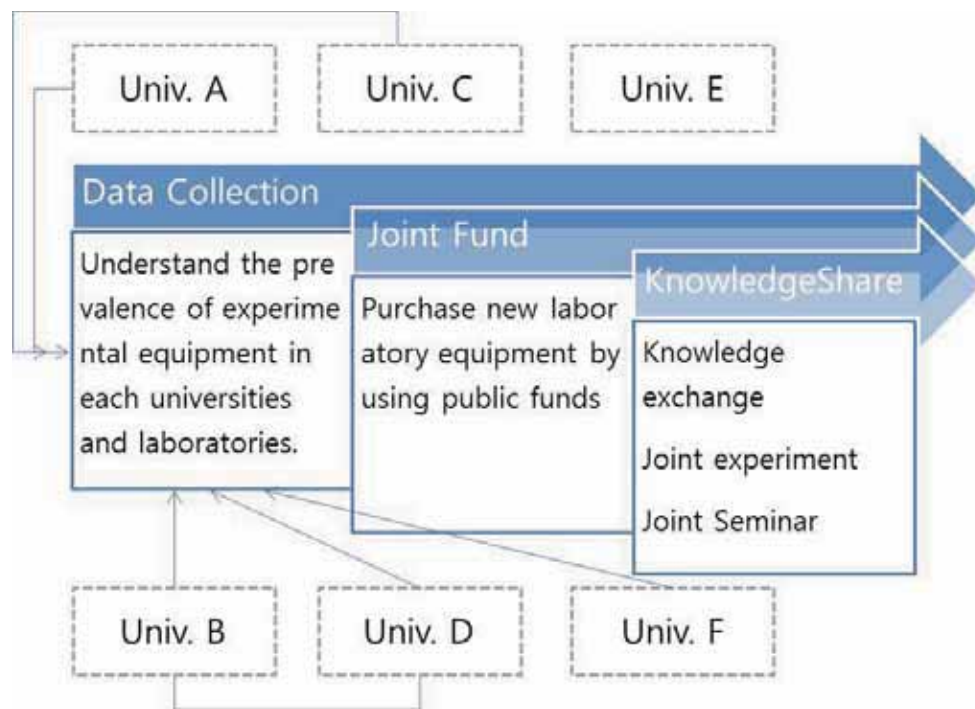 Univ. A
Univ. C
Univ. E
Data Collection
Understand the pre
valence of experime
ntal equipment in
each universities
and laboratories.
Joint Fund
Purchase new labor
atory equipment by
using public funds
KnowledgeShare
Knowledge
exchange
Joint experiment
Joint Seminar
Univ. B
Univ. D
Univ. F